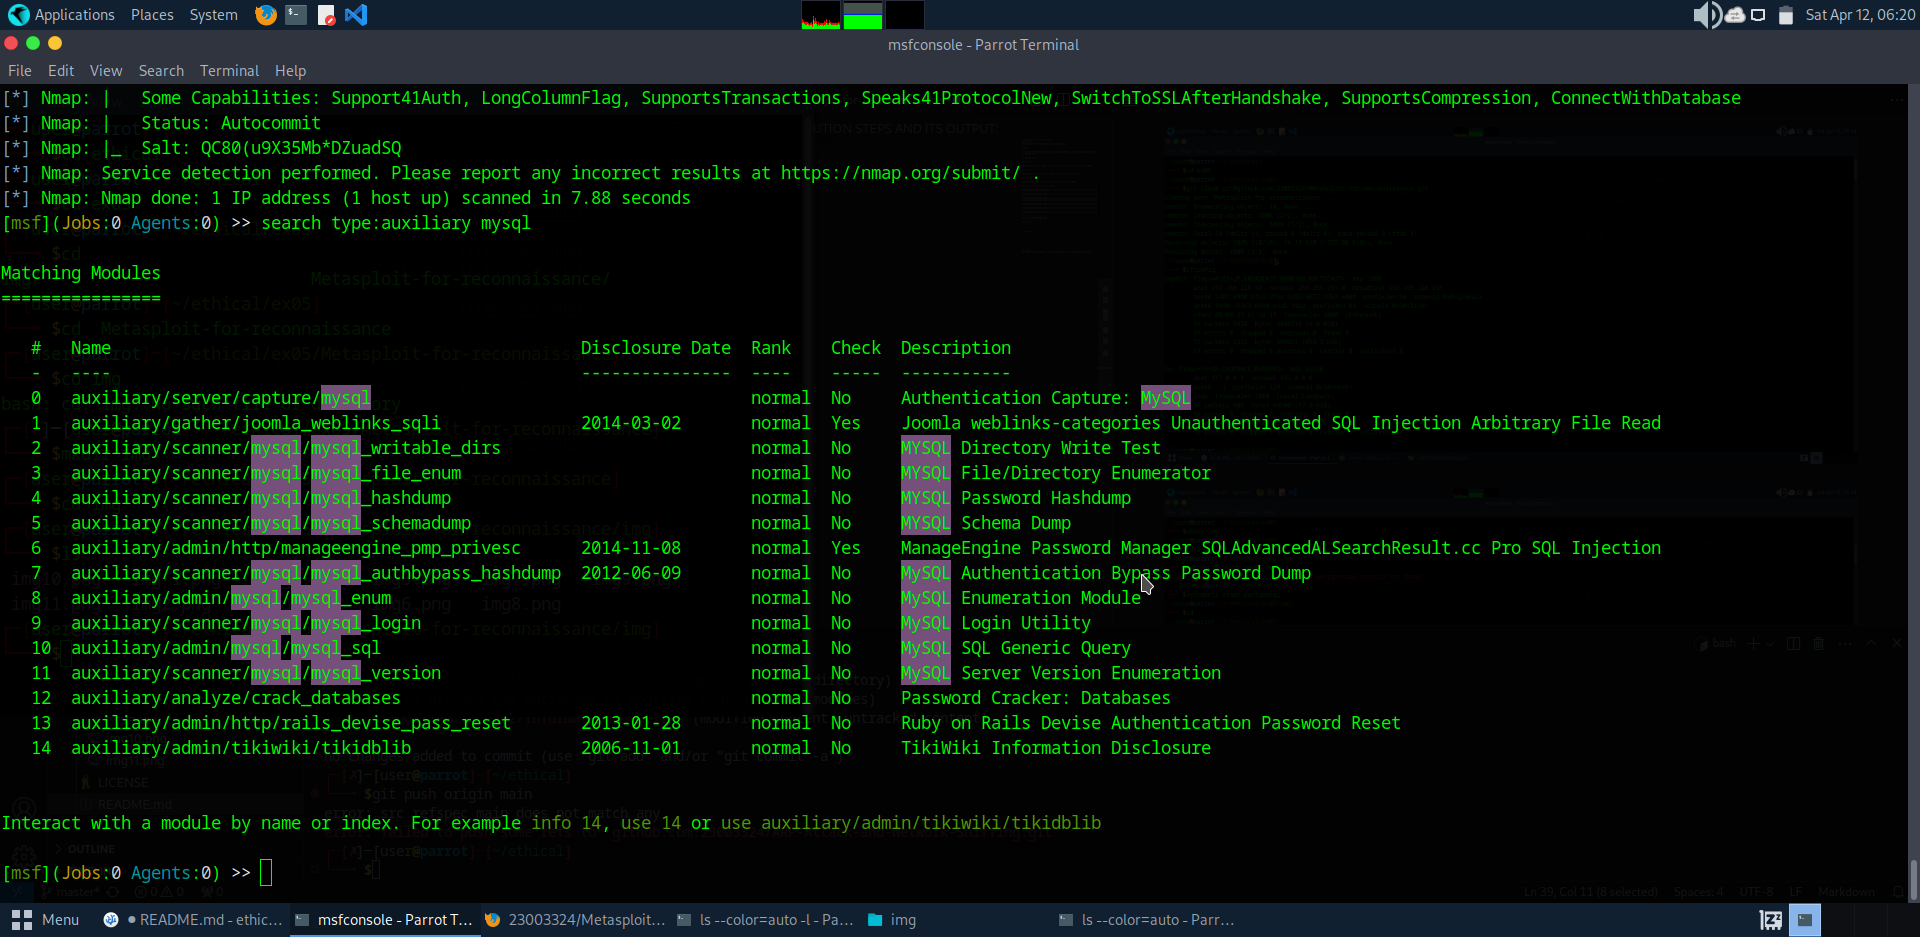 Applications Places System Sat Apr 12, 06:20
msfconsole - Parrot Terminal
File Edit View Search Terminal Help
[*] Nmap: |   Some Capabilities: Support41Auth, LongColumnFlag, SupportsTransactions, Speaks41ProtocolNew, SwitchToSSLAfterHandshake, SupportsCompression, ConnectWithDatabase
[*] Nmap: |   Status: Autocommit
[*] Nmap: |_  Salt: QC80(u9X35Mb*DZuadSQ
[*] Nmap: Service detection performed. Please report any incorrect results at https://nmap.org/submit/ .
[*] Nmap: Nmap done: 1 IP address (1 host up) scanned in 7.88 seconds
[msf](Jobs:0 Agents:0) >> search type:auxiliary mysql
Matching Modules
================
#   Name   Disclosure Date  Rank    Check  Description
-   ----   ---------------  ----    -----  -----------
0   auxiliary/server/capture/mysql   normal  No     Authentication Capture: MySQL
1   auxiliary/gather/joomla_weblinks_sqli   2014-03-02   normal  Yes    Joomla weblinks-categories Unauthenticated SQL Injection Arbitrary File Read
2   auxiliary/scanner/mysql/mysql_writable_dirs   normal  No     MYSQL Directory Write Test
3   auxiliary/scanner/mysql/mysql_file_enum   normal  No     MYSQL File/Directory Enumerator
4   auxiliary/scanner/mysql/mysql_hashdump   normal  No     MYSQL Password Hashdump
5   auxiliary/scanner/mysql/mysql_schemadump   normal  No     MYSQL Schema Dump
6   auxiliary/admin/http/manageengine_pmp_privesc   2014-11-08   normal  Yes    ManageEngine Password Manager SQLAdvancedALSearchResult.cc Pro SQL Injection
7   auxiliary/scanner/mysql/mysql_authbypass_hashdump   2012-06-09   normal  No     MySQL Authentication Bypass Password Dump
8   auxiliary/admin/mysql/mysql_enum   normal  No     MySQL Enumeration Module
9   auxiliary/scanner/mysql/mysql_login   normal  No     MySQL Login Utility
10  auxiliary/admin/mysql/mysql_sql   normal  No     MySQL SQL Generic Query
11  auxiliary/scanner/mysql/mysql_version   normal  No     MySQL Server Version Enumeration
12  auxiliary/analyze/crack_databases   normal  No     Password Cracker: Databases
13  auxiliary/admin/http/rails_devise_pass_reset   2013-01-28   normal  No     Ruby on Rails Devise Authentication Password Reset
14  auxiliary/admin/tikiwiki/tikidblib   2006-11-01   normal  No     TikiWiki Information Disclosure
Interact with a module by name or index. For example info 14, use 14 or use auxiliary/admin/tikiwiki/tikidblib
[msf](Jobs:0 Agents:0) >>
Menu ● README.md - ethic... msfconsole - Parrot T... 23003324/Metasploit... ls --color=auto -l - Pa... img ls --color=auto - Parr...